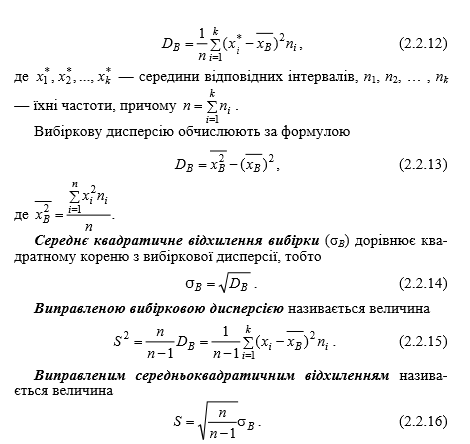 D_B = \frac{1}{n} \sum_{i=1}^{k} (x_i^* - \overline{x_B})^2 n_i , (2.2.12)
де x_1^*, x_2^*, ..., x_k^* — середини відповідних інтервалів, n_1, n_2, … , n_k
— їхні частоти, причому n = \sum_{i=1}^{k} n_i .
Вибіркову дисперсію обчислюють за формулою
D_B = \overline{x_B^2} - (\overline{x_B})^2 , (2.2.13)
де \overline{x_B^2} = \frac{\sum_{i=1}^{n} x_i^2 n_i}{n} .
Середнє квадратичне відхилення вибірки (σ_B) дорівнює ква-
дратному кореню з вибіркової дисперсії, тобто
σ_B = \sqrt{D_B} . (2.2.14)
Виправленою вибірковою дисперсією називається величина
S^2 = \frac{n}{n-1} D_B = \frac{1}{n-1} \sum_{i=1}^{k} (x_i - \overline{x_B})^2 n_i . (2.2.15)
Виправленим середньоквадратичним відхиленням назива-
ється величина
S = \sqrt{\frac{n}{n-1}} σ_B . (2.2.16)